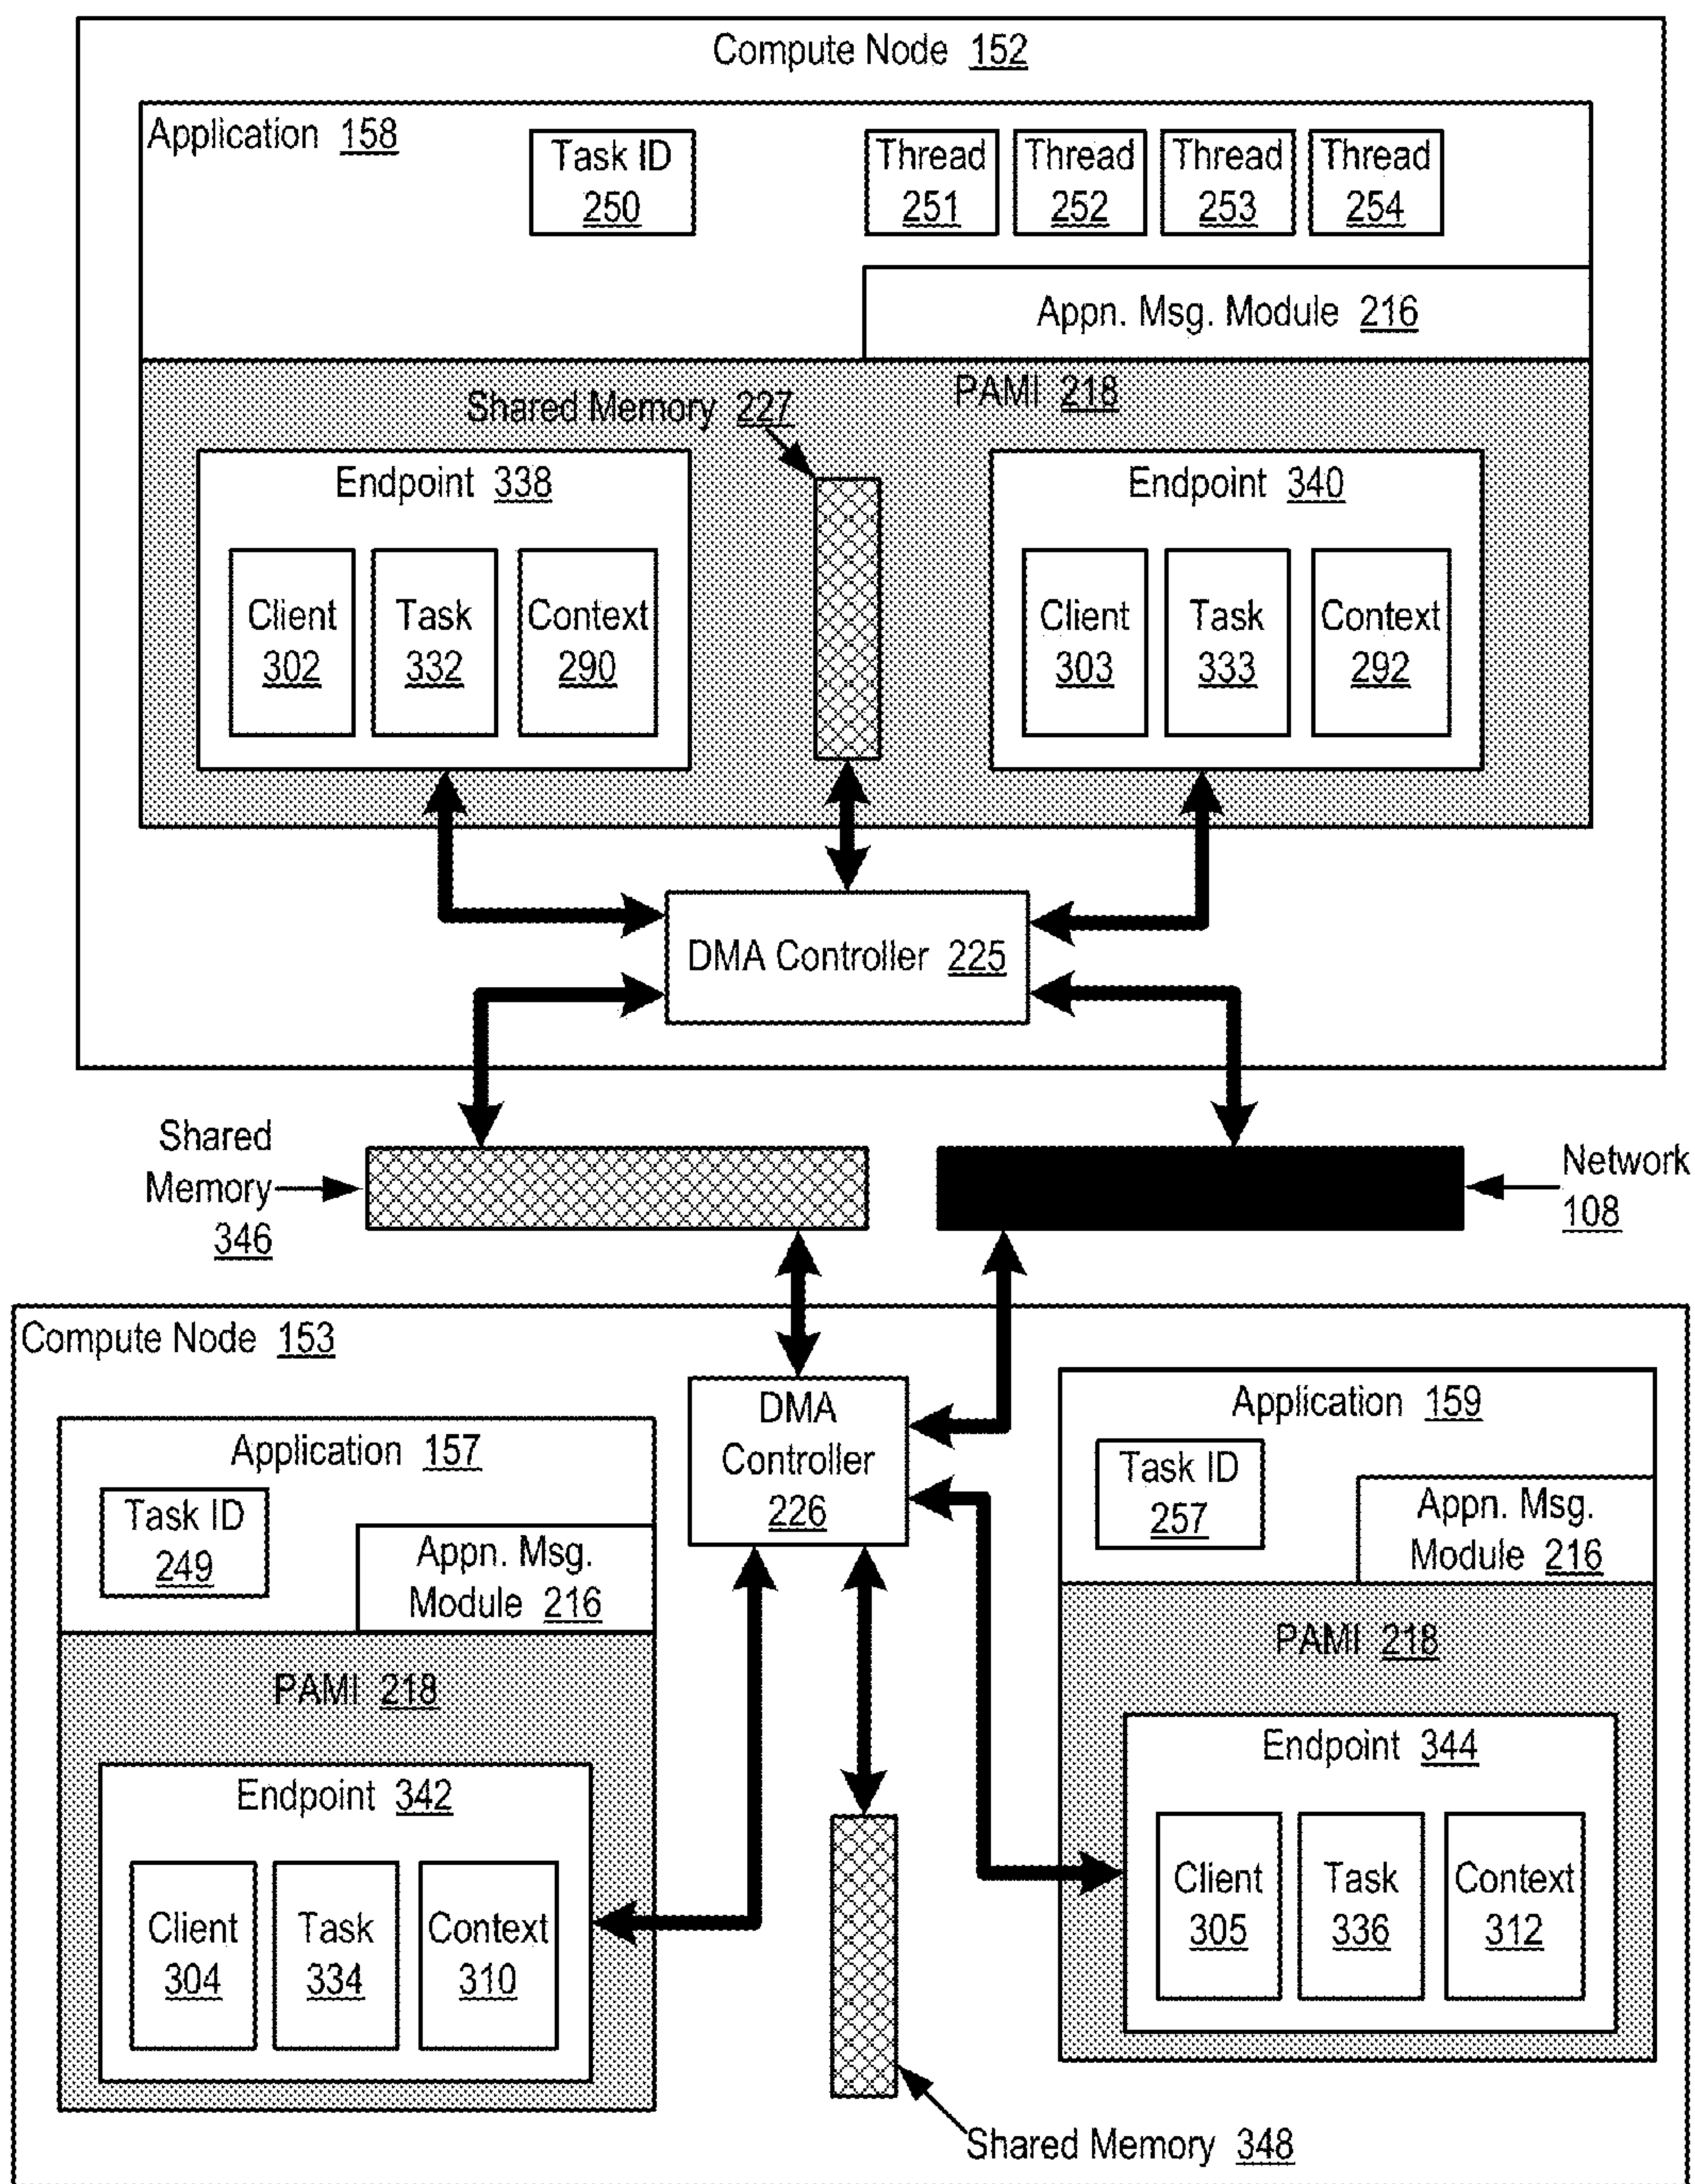 Compute Node 152
Application 158
Task ID
250
Thread
251
Thread
252
Thread
253
Thread
254
Appn. Msg. Module 216
PAMI 218
Shared Memory 227
Endpoint 338
Client
302
Task
332
Context
290
Endpoint 340
Client
303
Task
333
Context
292
DMA Controller 225
Shared
Memory
346
Network
108
Compute Node 153
DMA
Controller
226
Application 157
Task ID
249
Appn. Msg.
Module 216
PAMI 218
Endpoint 342
Client
304
Task
334
Context
310
Application 159
Task ID
257
Appn. Msg.
Module 216
PAMI 218
Endpoint 344
Client
305
Task
336
Context
312
Shared Memory 348